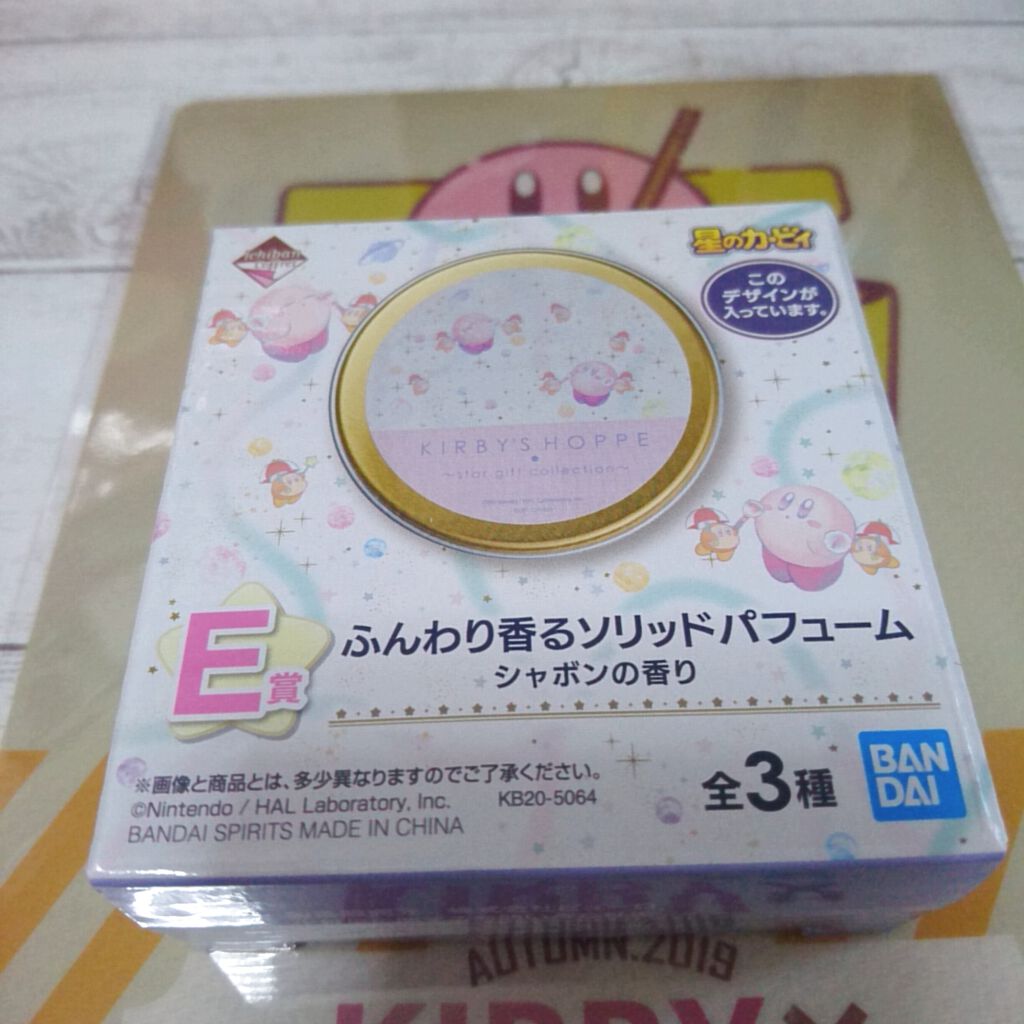 ichiban
星のカービィ
この
デザインが
入っています。
KIRBY'S HOPPE
~star gift collection~
E賞
ふんわり香るソリッドパフューム
シャボンの香り
※画像と商品とは、多少異なりますのでご了承ください。
©Nintendo / HAL Laboratory, Inc.
KB20-5064
BANDAI SPIRITS MADE IN CHINA
全3種
BAN
DAI
AUTUMN.2019
KIRBY×